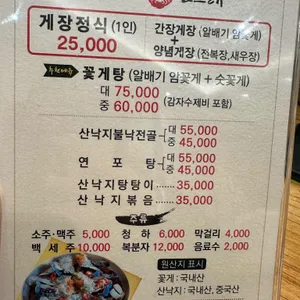 게장정식 (1인)
25,000
간장게장 (알배기 암꽃게)
+
양념게장 (전복장,새우장)
꽃게탕 (알배기 암꽃게 + 숫꽃게)
대 75,000
중 60,000 (감자수제비 포함)
산낙지불낙전골 대 55,000
중 45,000
연포탕 대 55,000
중 45,000
산낙지탕탕이 35,000
산낙지볶음 35,000
주류
소주·맥주 5,000 청하 6,000 막걸리 4,000
백세주 10,000 복분자 12,000 음료수 2,000
원산지 표시
꽃게 : 국내산
산낙지 : 국내산, 중국산